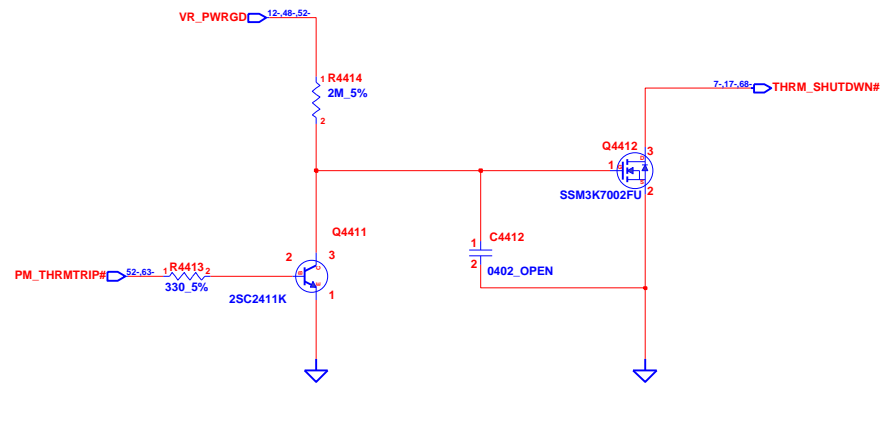 VR_PWRGD 12-,48-,52-
1 R4414
2M_5%
2
7-,17-,68- THRM_SHUTDWN#
Q4412
3
D
1
G
S
2
SSM3K7002FU
Q4411
2
3
C
B
E
1
2SC2411K
PM_THRMTRIP# 52-,63-
1 R4413 2
330_5%
C4412
1
2
0402_OPEN